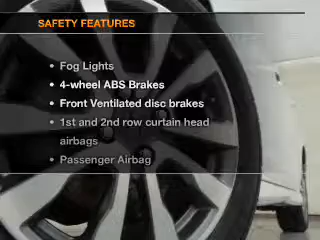 SAFETY FEATURES
• Fog Lights
• 4-wheel ABS Brakes
• Front Ventilated disc brakes
• 1st and 2nd row curtain head
airbags
• Passenger Airbag